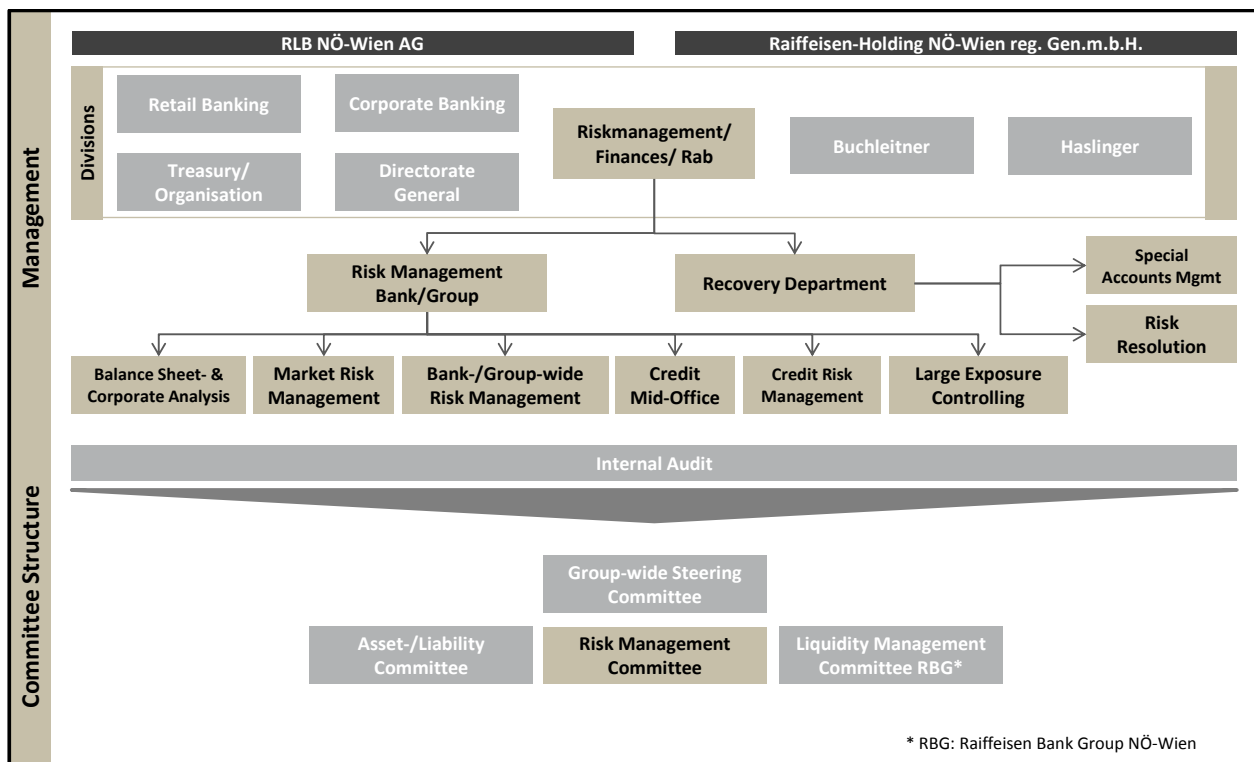 RLB NÖ-Wien AG
Raiffeisen-Holding NÖ-Wien reg. Gen.m.b.H.
Management
Divisions
Retail Banking
Corporate Banking
Treasury/
Organisation
Directorate
General
Riskmanagement/
Finances/ Rab
Buchleitner
Haslinger
Risk Management
Bank/Group
Recovery Department
Special
Accounts Mgmt
Risk
Resolution
Balance Sheet- &
Corporate Analysis
Market Risk
Management
Bank-/Group-wide
Risk Management
Credit
Mid-Office
Credit Risk
Management
Large Exposure
Controlling
Internal Audit
Committee Structure
Group-wide Steering
Committee
Asset-/Liability
Committee
Risk Management
Committee
Liquidity Management
Committee RBG*
* RBG: Raiffeisen Bank Group NÖ-Wien